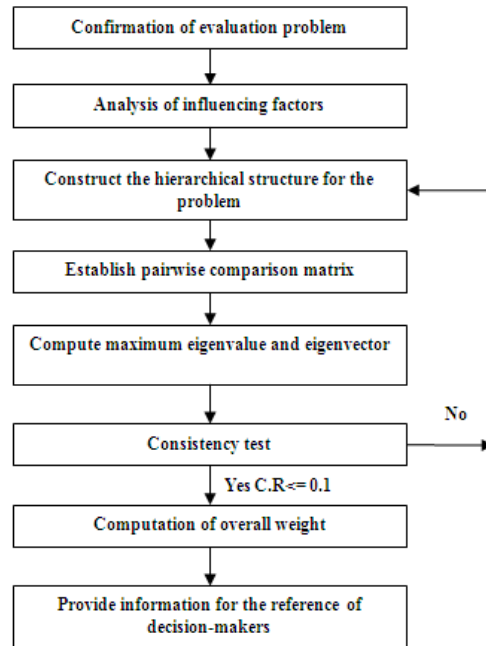 Confirmation of evaluation problem
Analysis of influencing factors
Construct the hierarchical structure for the
problem
Establish pairwise comparison matrix
Compute maximum eigenvalue and eigenvector
No
Consistency test
Yes C.R<= 0.1
Computation of overall weight
Provide information for the reference of
decision-makers